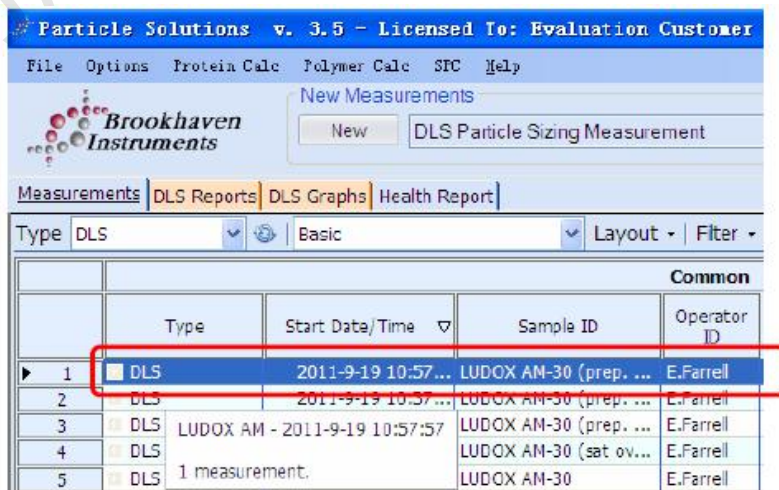 Particle Solutions v. 3.5 - Licensed To: Evaluation Customer
File Options Protein Calc Polymer Calc SPC Help
New Measurements
Brookhaven
Instruments
New DLS Particle Sizing Measurement
Measurements DLS Reports DLS Graphs Health Report
Type DLS Basic Layout Filter
Common
Type Start Date/Time Sample ID Operator ID
1 DLS 2011-9-19 10:57... LUDOX AM-30 (prep. ... E.Farrell
2 DLS 2011-9-19 10:57... LUDOX AM-30 (prep. ... E.Farrell
3 DLS LUDOX AM-30 (prep. ... E.Farrell
LUDOX AM - 2011-9-19 10:57:57
4 DLS LUDOX AM-30 (sat ov... E.Farrell
1 measurement.
5 DLS LUDOX AM-30 E.Farrell